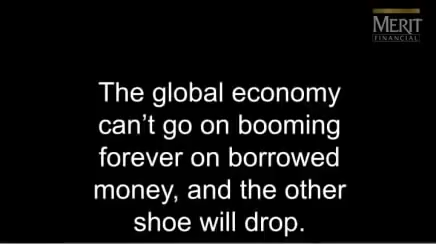 MERIT
FINANCIAL
The global economy
can’t go on booming
forever on borrowed
money, and the other
shoe will drop.